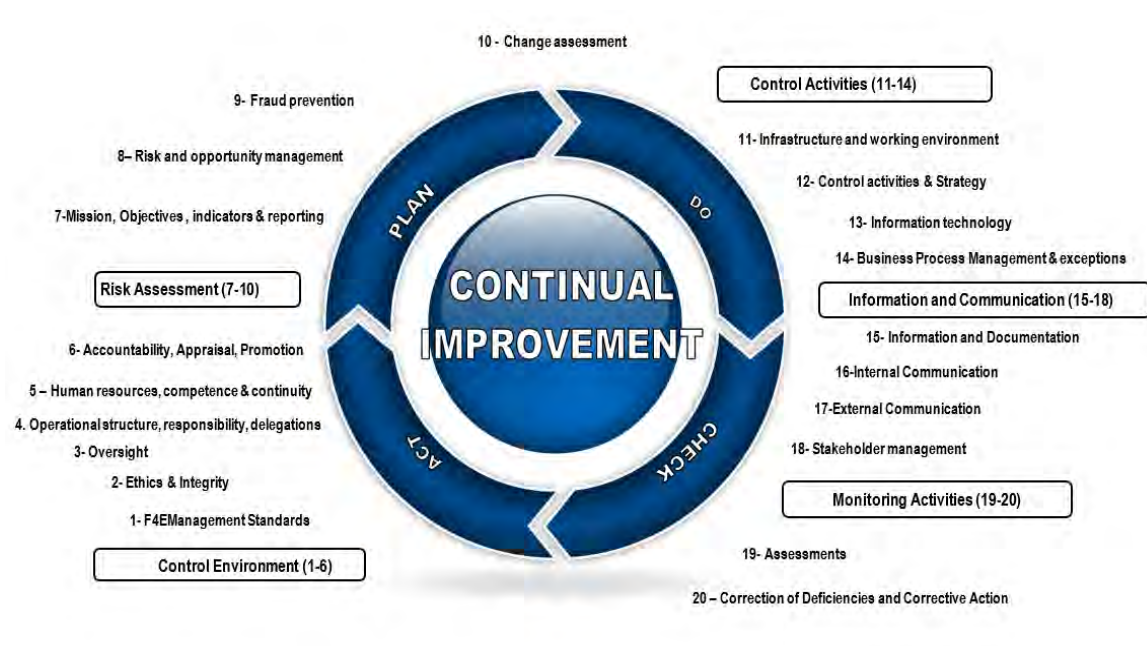 10 - Change assessment
Control Activities (11-14)
9- Fraud prevention
11- Infrastructure and working environment
8– Risk and opportunity management
12- Control activities & Strategy
7-Mission, Objectives , indicators & reporting
13- Information technology
14- Business Process Management & exceptions
Risk Assessment (7-10)
Information and Communication (15-18)
15- Information and Documentation
6- Accountability, Appraisal, Promotion
16-Internal Communication
5 – Human resources, competence & continuity
17-External Communication
4. Operational structure, responsibility, delegations
3- Oversight
18- Stakeholder management
2- Ethics & Integrity
Monitoring Activities (19-20)
1- F4EManagement Standards
19- Assessments
Control Environment (1-6)
20 – Correction of Deficiencies and Corrective Action
PLAN
DO
CHECK
ACT
CONTINUAL
IMPROVEMENT